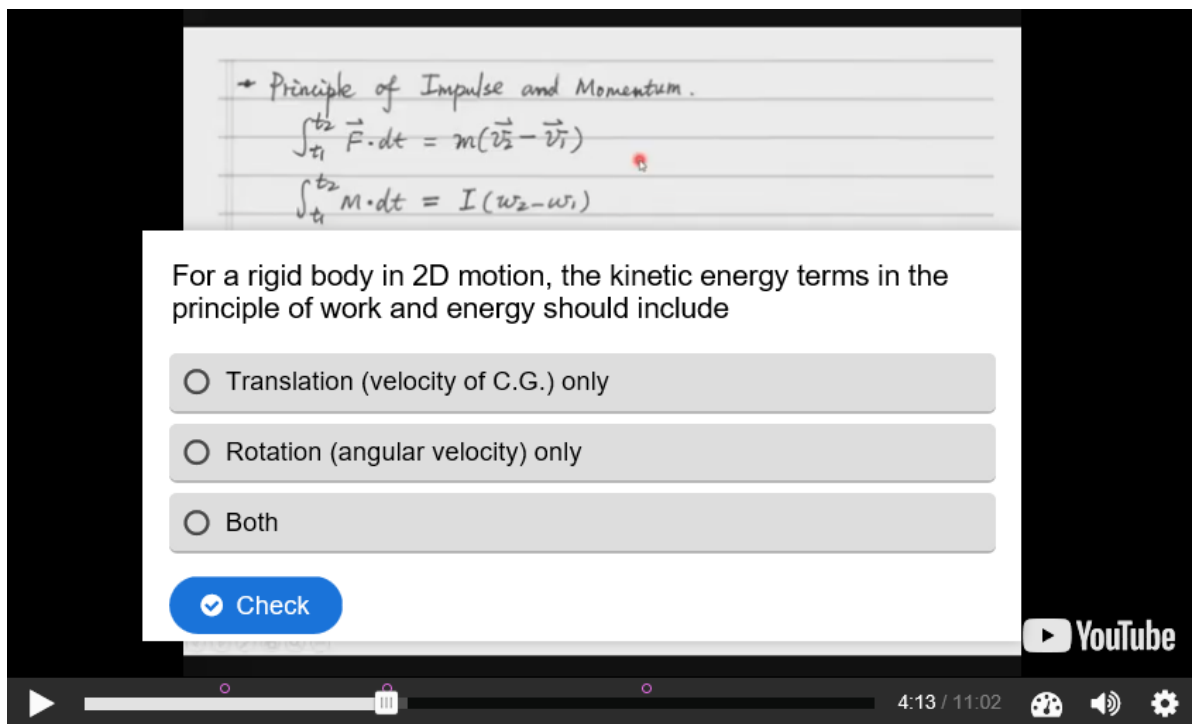 → Principle of Impulse and Momentum.
∫t1t2 F⃗·dt = m(v⃗2 − v⃗1)
∫t1t2 M·dt = I(w2−w1)
For a rigid body in 2D motion, the kinetic energy terms in the
principle of work and energy should include
Translation (velocity of C.G.) only
Rotation (angular velocity) only
Both
Check
YouTube
4:13 / 11:02